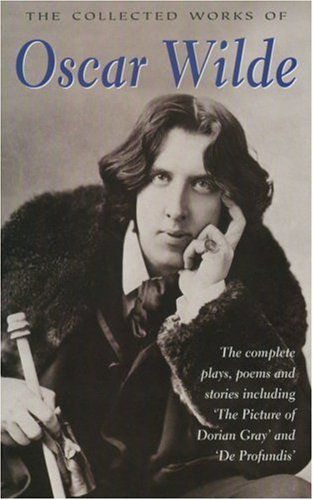 THE COLLECTED WORKS OF
Oscar Wilde
The complete
plays, poems and
stories including
‘The Picture of
Dorian Gray’ and
‘De Profundis’